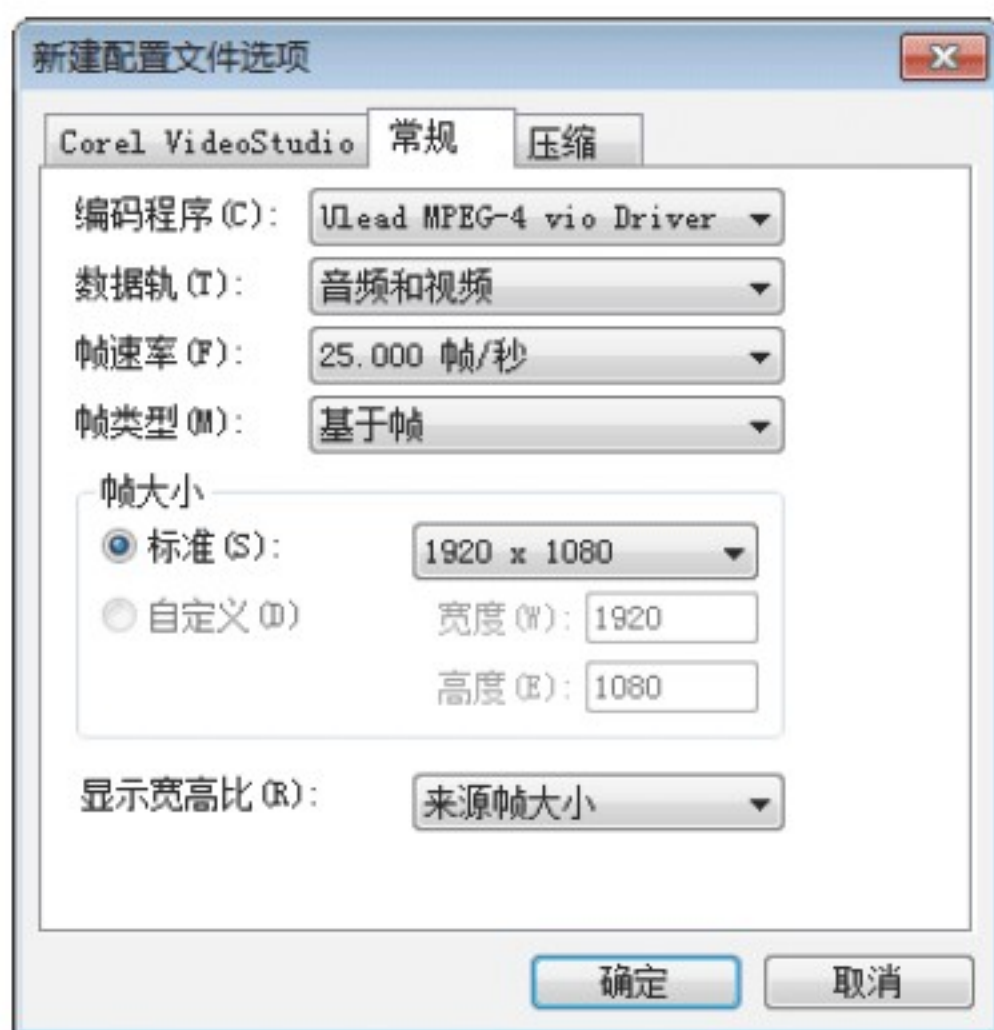 新建配置文件选项
Corel VideoStudio 常规 压缩
编码程序(C): Ulead MPEG-4 vio Driver
数据轨(T): 音频和视频
帧速率(F): 25.000 帧/秒
帧类型(M): 基于帧
帧大小
标准(S): 1920 x 1080
自定义(D) 宽度(W): 1920
高度(E): 1080
显示宽高比(R): 来源帧大小
确定 取消